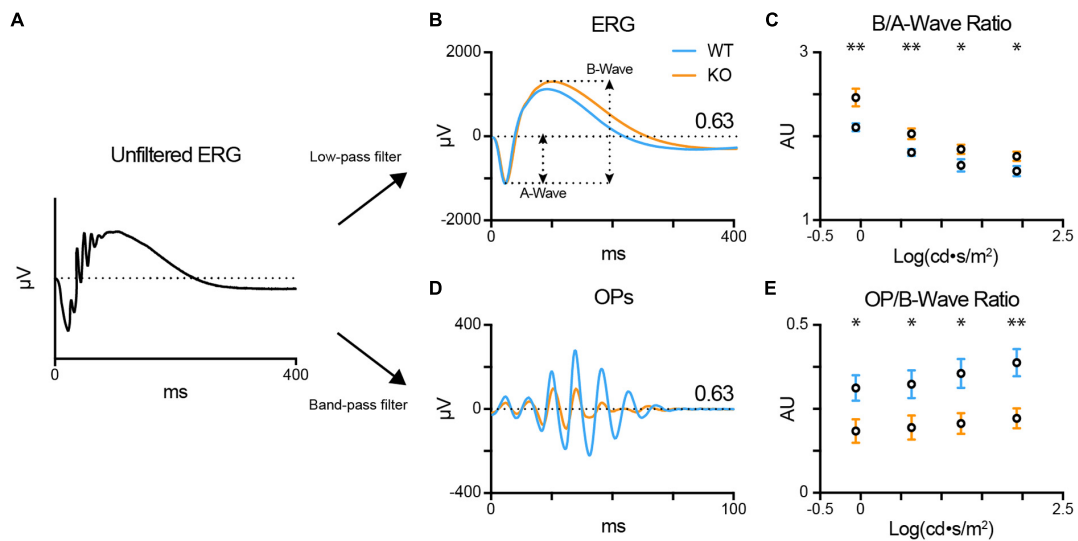 A
Unfiltered ERG
µV
0
400
ms
Low-pass filter
Band-pass filter
B
ERG
2000
0
-2000
µV
B-Wave
A-Wave
WT
KO
0.63
0
400
ms
C
B/A-Wave Ratio
3
** ** * *
AU
1
-0.5 0 2.5
Log(cd•s/m²)
D
OPs
400
0
-400
µV
0.63
0
100
ms
E
OP/B-Wave Ratio
0.5
* * * **
AU
0
-0.5 0 2.5
Log(cd•s/m²)